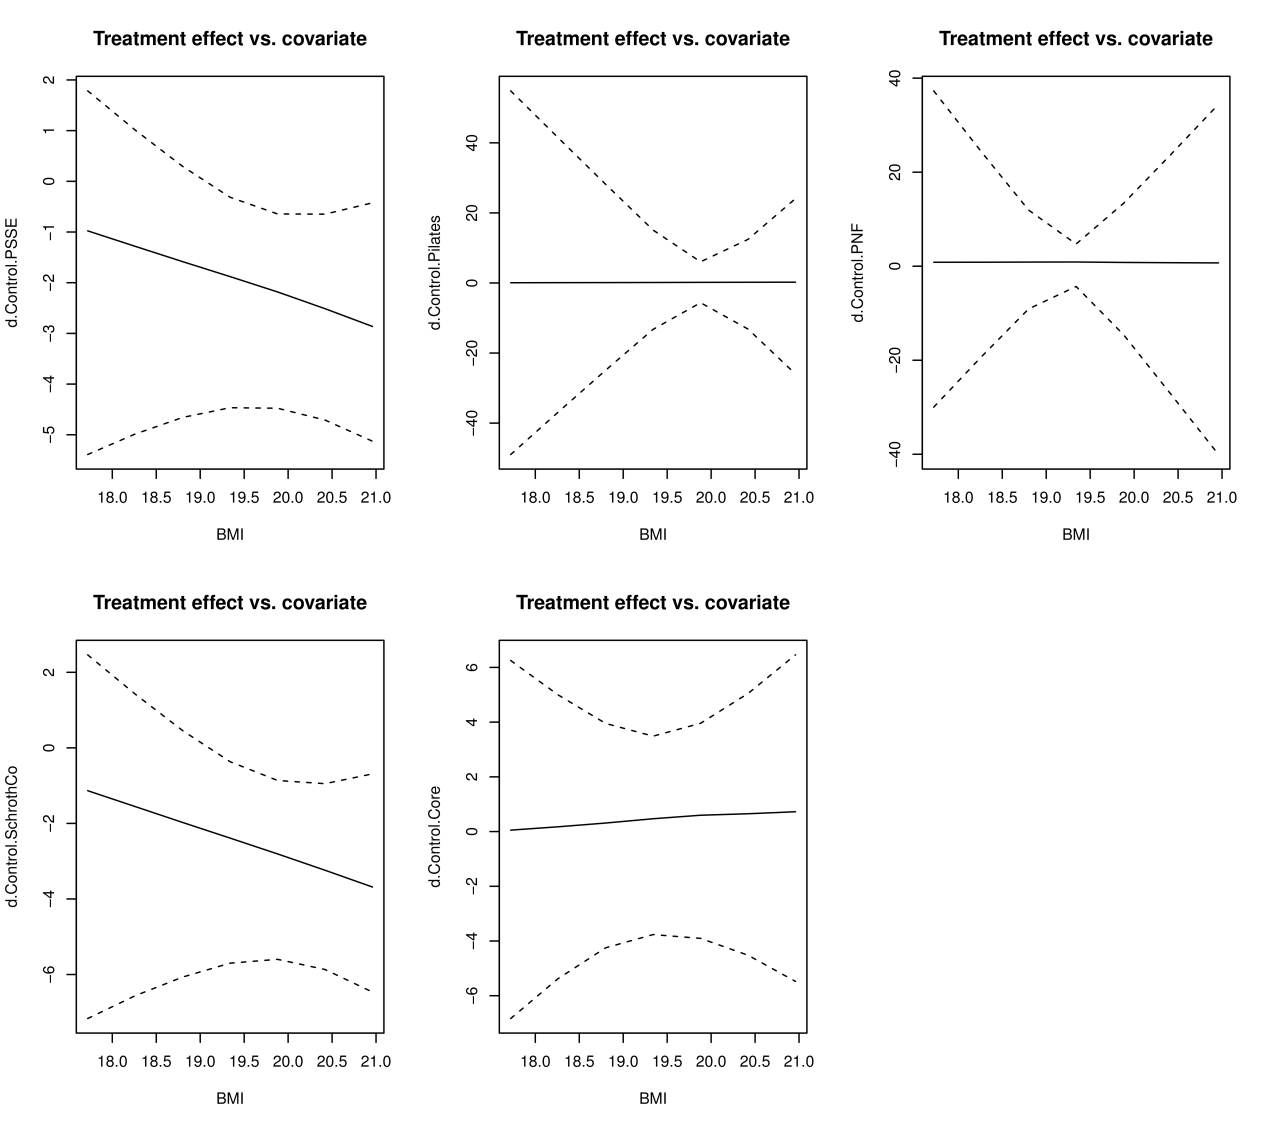 Treatment effect vs. covariate
d.Control.PSSE
2
1
0
−1
−2
−3
−4
−5
18.0 18.5 19.0 19.5 20.0 20.5 21.0
BMI
Treatment effect vs. covariate
d.Control.Pilates
40
20
0
−20
−40
18.0 18.5 19.0 19.5 20.0 20.5 21.0
BMI
Treatment effect vs. covariate
d.Control.PNF
40
20
0
−20
−40
18.0 18.5 19.0 19.5 20.0 20.5 21.0
BMI
Treatment effect vs. covariate
d.Control.SchrothCo
2
0
−2
−4
−6
18.0 18.5 19.0 19.5 20.0 20.5 21.0
BMI
Treatment effect vs. covariate
d.Control.Core
6
4
2
0
−2
−4
−6
18.0 18.5 19.0 19.5 20.0 20.5 21.0
BMI